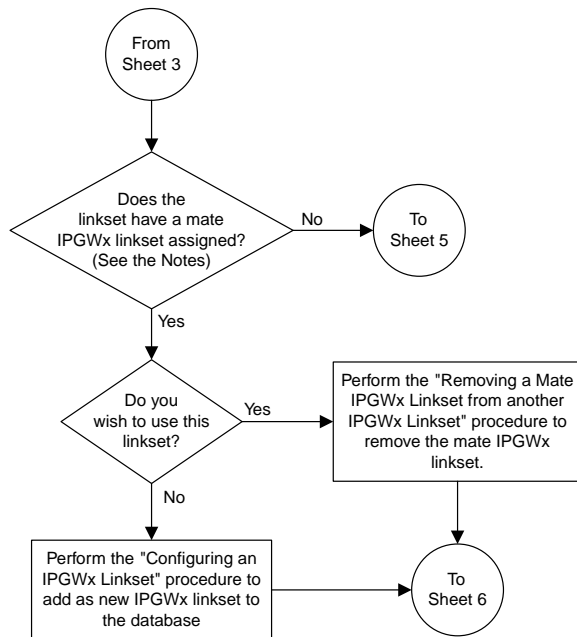 From
Sheet 3
Does the
linkset have a mate
IPGWx linkset assigned?
(See the Notes)
No
To
Sheet 5
Yes
Do you
wish to use this
linkset?
Yes
Perform the "Removing a Mate
IPGWx Linkset from another
IPGWx Linkset" procedure to
remove the mate IPGWx
linkset.
No
Perform the "Configuring an
IPGWx Linkset" procedure to
add as new IPGWx linkset to
the database
To
Sheet 6